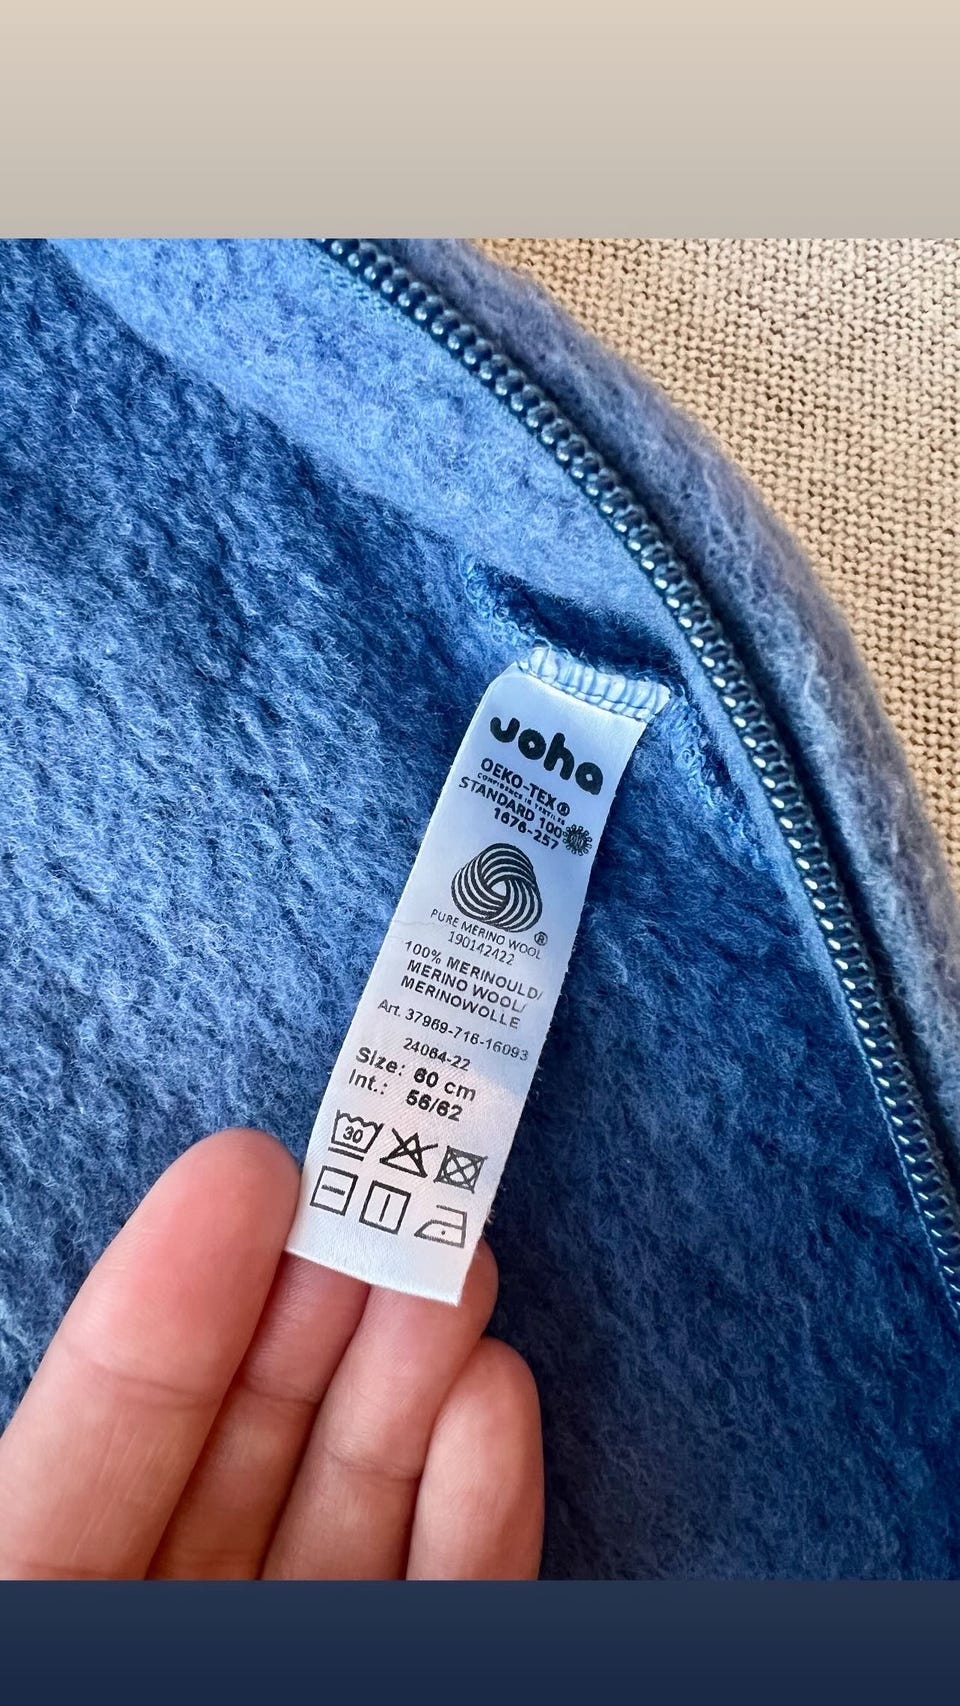 Joha
OEKO-TEX®
CONFIDENCE IN TEXTILES
STANDARD 100
1676-257
PURE MERINO WOOL ®
190142422
100% MERINOULD/
MERINO WOOL/
MERINOWOLLE
Art. 37969-716-16093
24064-22
Size: 60 cm
Int.: 56/62
30